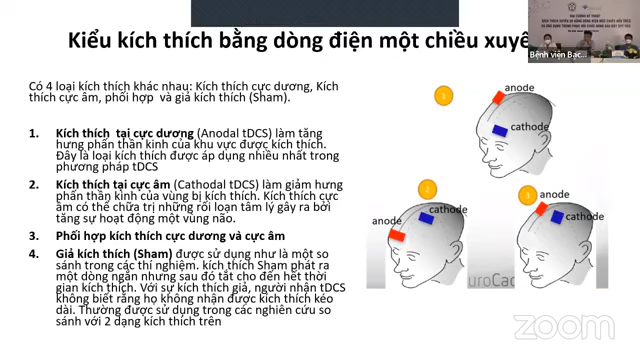 Kiểu kích thích bằng dòng điện một chiều xuyê
Bệnh viện Bạc...
Có 4 loại kích thích khác nhau: Kích thích cực dương, Kích
thích cực âm, phối hợp và giả kích thích (Sham).
1. Kích thích tại cực dương (Anodal tDCS) làm tăng
hưng phấn thần kinh của khu vực được kích thích.
Đây là loại kích thích được áp dụng nhiều nhất trong
phương pháp tDCS
2. Kích thích tại cực âm (Cathodal tDCS) làm giảm hưng
phấn thần kinh của vùng bị kích thích. Kích thích cực
âm có thể chữa trị những rối loạn tâm lý gây ra bởi
tăng sự hoạt động một vùng não.
3. Phối hợp kích thích cực dương và cực âm
4. Giả kích thích (Sham) được sử dụng như là một so
sánh trong các thí nghiệm. kích thích Sham phát ra
một dòng ngắn nhưng sau đó tắt cho đến hết thời
gian kích thích. Với sự kích thích giả, người nhận tDCS
không biết rằng họ không nhận được kích thích kéo
dài. Thường được sử dụng trong các nghiên cứu so
sánh với 2 dạng kích thích trên
anode
cathode
2
cathode
anode
3
anode
cathode
uroCad
zoom